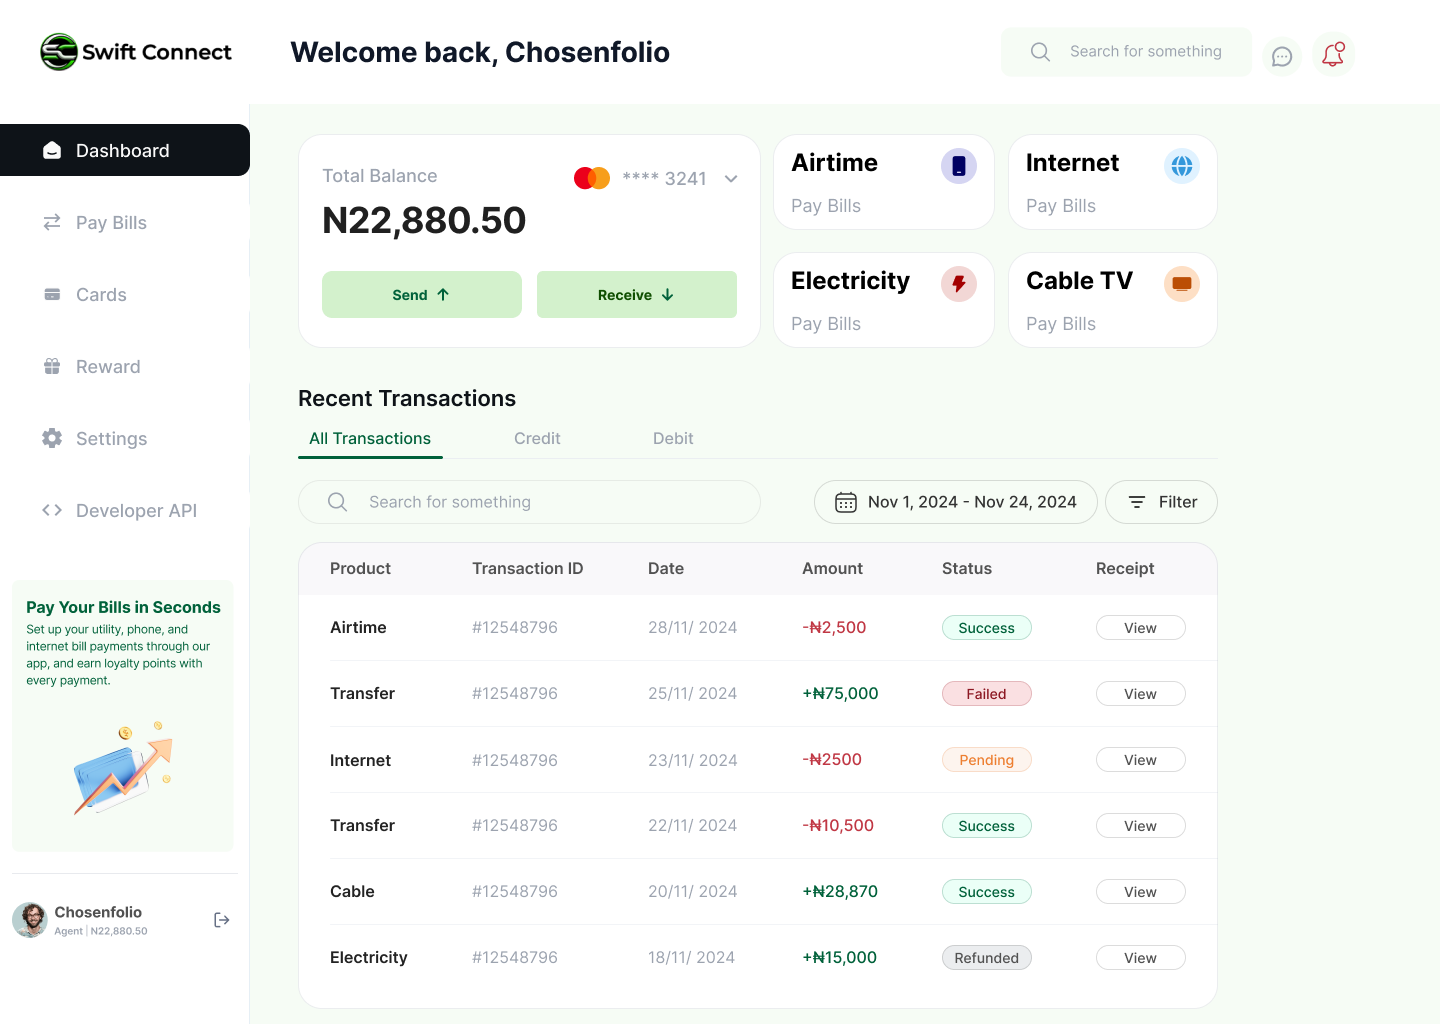 Swift Connect
Welcome back, Chosenfolio
Search for something
Dashboard
Pay Bills
Cards
Reward
Settings
Developer API
Pay Your Bills in Seconds
Set up your utility, phone, and
internet bill payments through our
app, and earn loyalty points with
every payment.
Chosenfolio
Agent | N22,880.50
Total Balance
**** 3241
N22,880.50
Send
Receive
Airtime
Pay Bills
Internet
Pay Bills
Electricity
Pay Bills
Cable TV
Pay Bills
Recent Transactions
All Transactions Credit Debit
Search for something
Nov 1, 2024 - Nov 24, 2024
Filter
Product Transaction ID Date Amount Status Receipt
Airtime #12548796 28/11/ 2024 -₦2,500 Success View
Transfer #12548796 25/11/ 2024 +₦75,000 Failed View
Internet #12548796 23/11/ 2024 -₦2500 Pending View
Transfer #12548796 22/11/ 2024 -₦10,500 Success View
Cable #12548796 20/11/ 2024 +₦28,870 Success View
Electricity #12548796 18/11/ 2024 +₦15,000 Refunded View